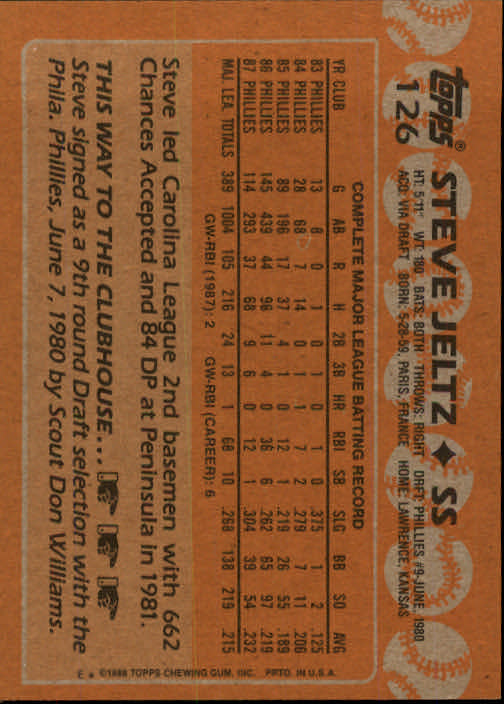 topps®
126
STEVE JELTZ ♦ SS
HT: 5'11" WT: 180 BATS: BOTH THROWS: RIGHT DRFT: PHILLIES #9-JUNE, 1980
ACQ: VIA DRAFT BORN: 5-28-59, PARIS, FRANCE HOME: LAWRENCE, KANSAS
COMPLETE MAJOR LEAGUE BATTING RECORD
YR CLUB G AB R H 2B 3B HR RBI SB SLG BB SO AVG
83 PHILLIES 13 8 0 1 0 1 0 1 0 .375 1 2 .125
84 PHILLIES 28 68 7 14 0 1 1 7 2 .279 7 11 .206
85 PHILLIES 89 196 17 37 4 1 0 12 1 .219 26 55 .189
86 PHILLIES 145 439 44 96 11 4 0 36 6 .262 65 97 .219
87 PHILLIES 114 293 37 68 9 6 0 12 1 .304 39 54 .232
MAJ. LEA. TOTALS 389 1004 105 216 24 13 1 68 10 .268 138 219 .215
GW-RBI (1987): 2 GW-RBI (CAREER): 6
Steve led Carolina League 2nd basemen with 662
Chances Accepted and 84 DP at Peninsula in 1981.
THIS WAY TO THE CLUBHOUSE...
Steve signed as a 9th round Draft selection with the
Phila. Phillies, June 7, 1980 by Scout Don Williams.
E * ©1988 TOPPS CHEWING GUM, INC. PRTD. IN U.S.A.